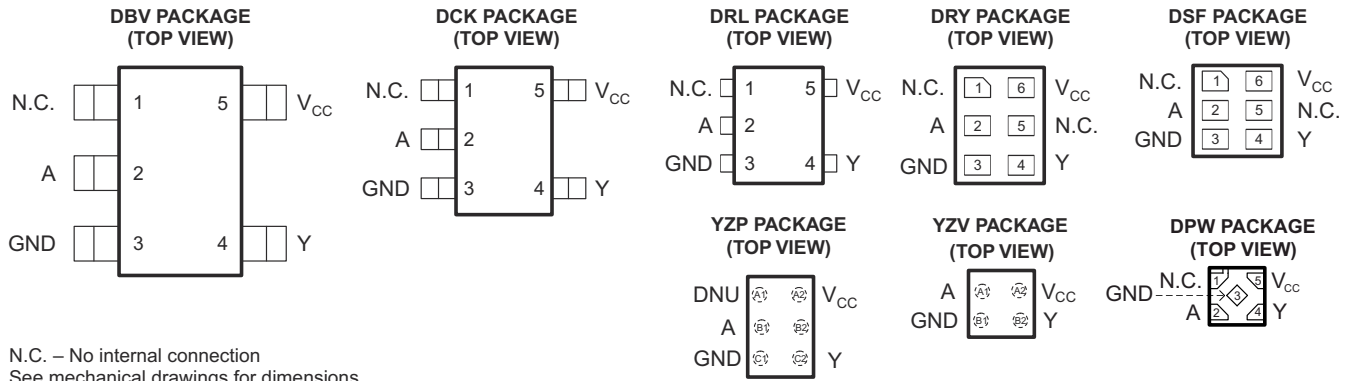 DBV PACKAGE
(TOP VIEW)
N.C.
1
5
VCC
A
2
GND
3
4
Y
DCK PACKAGE
(TOP VIEW)
N.C.
1
5
VCC
A
2
GND
3
4
Y
DRL PACKAGE
(TOP VIEW)
N.C.
1
5
VCC
A
2
GND
3
4
Y
DRY PACKAGE
(TOP VIEW)
N.C.
1
6
VCC
A
2
5
N.C.
GND
3
4
Y
DSF PACKAGE
(TOP VIEW)
N.C.
1
6
VCC
A
2
5
N.C.
GND
3
4
Y
YZP PACKAGE
(TOP VIEW)
DNU
A1
A2
VCC
A
B1
B2
GND
C1
C2
Y
YZV PACKAGE
(TOP VIEW)
A
A1
A2
VCC
GND
B1
B2
Y
DPW PACKAGE
(TOP VIEW)
N.C.
1
5
VCC
GND
3
A
2
4
Y
N.C. – No internal connection
See mechanical drawings for dimensions